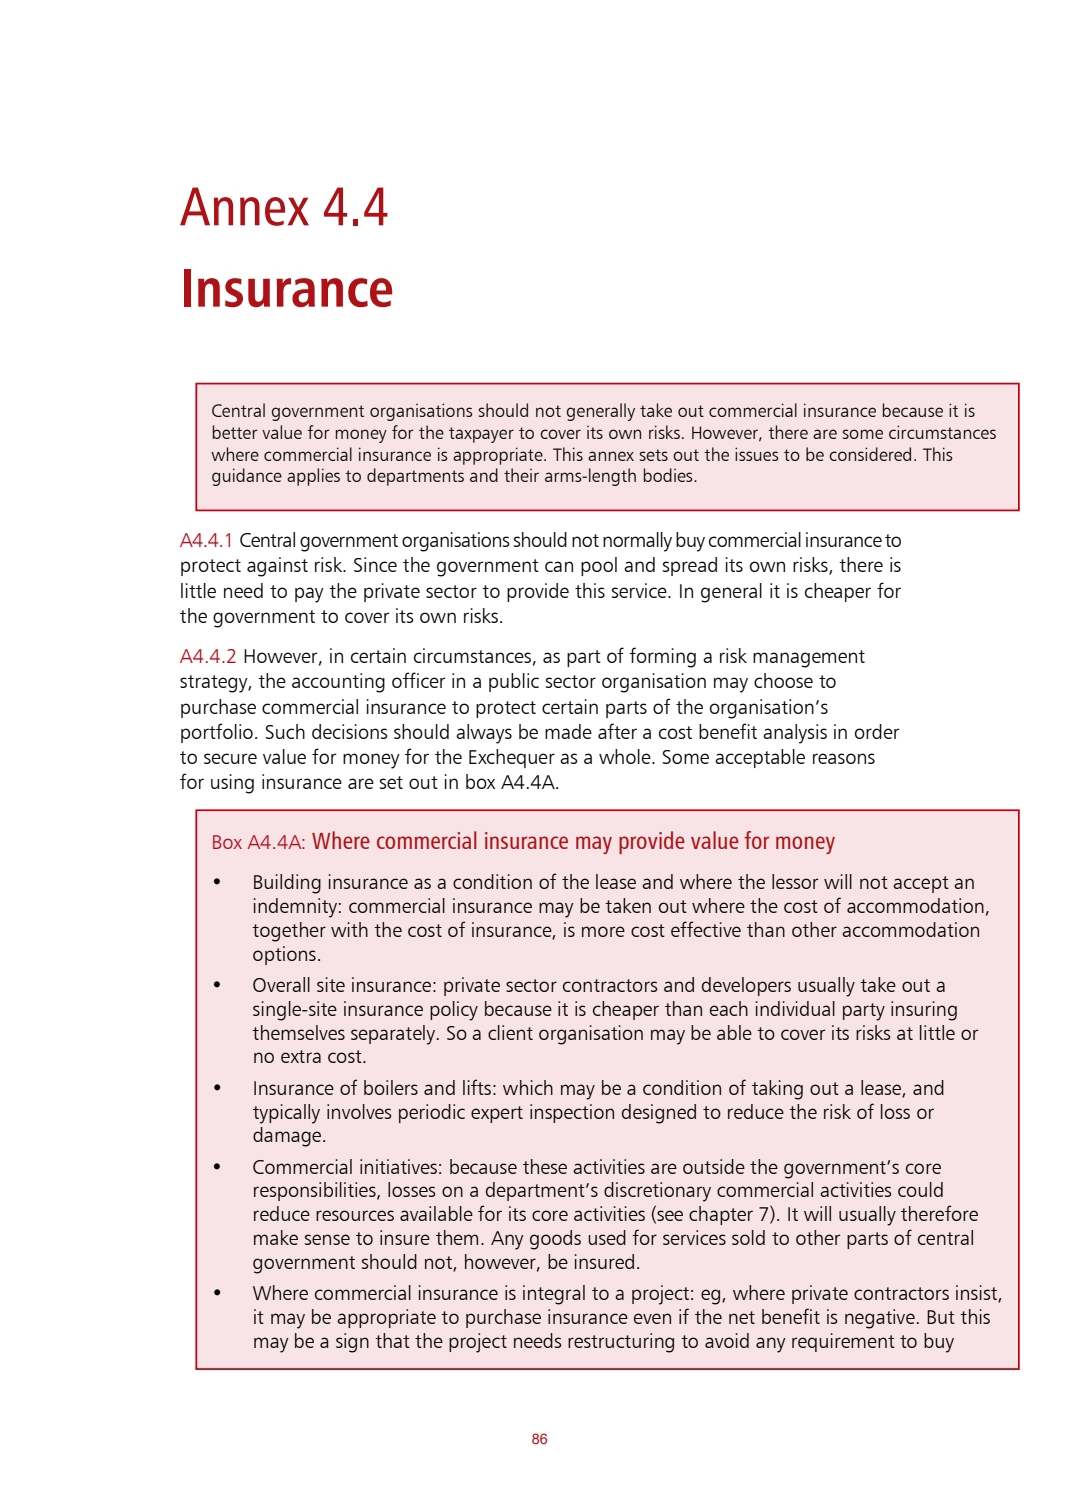 Annex 4.4
Insurance
Central government organisations should not generally take out commercial insurance because it is
better value for money for the taxpayer to cover its own risks. However, there are some circumstances
where commercial insurance is appropriate. This annex sets out the issues to be considered. This
guidance applies to departments and their arms-length bodies.
A4.4.1 Central government organisations should not normally buy commercial insurance to
protect against risk. Since the government can pool and spread its own risks, there is
little need to pay the private sector to provide this service. In general it is cheaper for
the government to cover its own risks.
A4.4.2 However, in certain circumstances, as part of forming a risk management
strategy, the accounting officer in a public sector organisation may choose to
purchase commercial insurance to protect certain parts of the organisation’s
portfolio. Such decisions should always be made after a cost benefit analysis in order
to secure value for money for the Exchequer as a whole. Some acceptable reasons
for using insurance are set out in box A4.4A.
Box A4.4A: Where commercial insurance may provide value for money
• Building insurance as a condition of the lease and where the lessor will not accept an
indemnity: commercial insurance may be taken out where the cost of accommodation,
together with the cost of insurance, is more cost effective than other accommodation
options.
• Overall site insurance: private sector contractors and developers usually take out a
single-site insurance policy because it is cheaper than each individual party insuring
themselves separately. So a client organisation may be able to cover its risks at little or
no extra cost.
• Insurance of boilers and lifts: which may be a condition of taking out a lease, and
typically involves periodic expert inspection designed to reduce the risk of loss or
damage.
• Commercial initiatives: because these activities are outside the government’s core
responsibilities, losses on a department’s discretionary commercial activities could
reduce resources available for its core activities (see chapter 7). It will usually therefore
make sense to insure them. Any goods used for services sold to other parts of central
government should not, however, be insured.
• Where commercial insurance is integral to a project: eg, where private contractors insist,
it may be appropriate to purchase insurance even if the net benefit is negative. But this
may be a sign that the project needs restructuring to avoid any requirement to buy
86